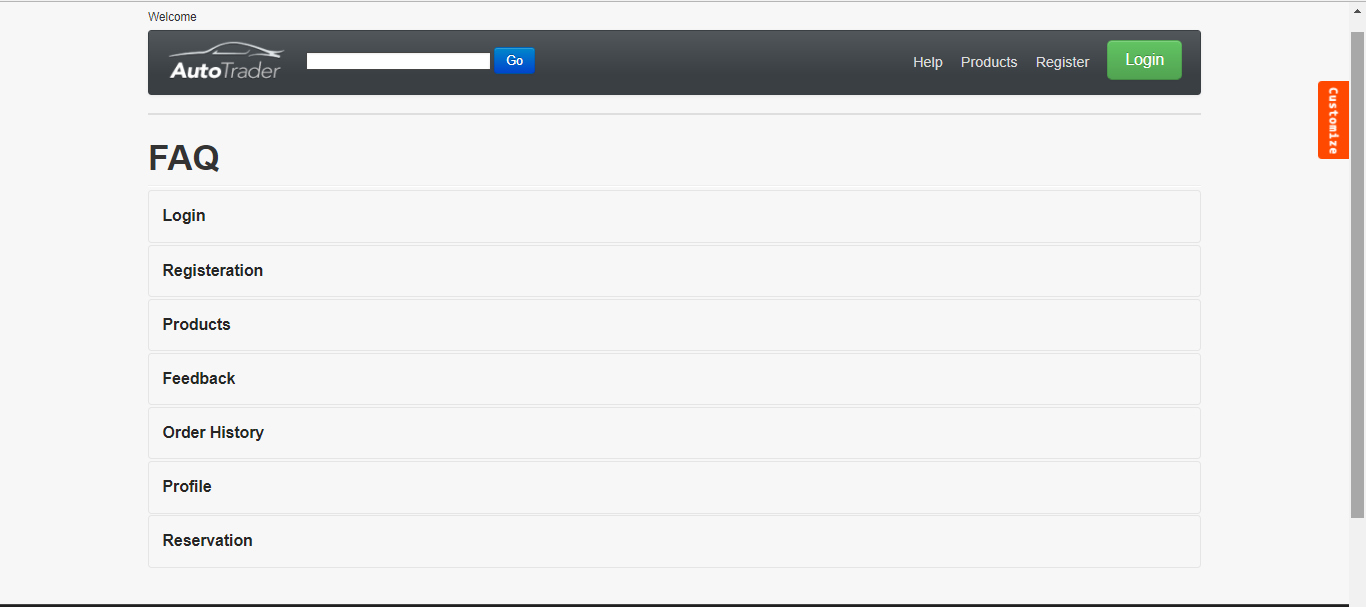 Welcome
AutoTrader
Go
Help Products Register Login
Customize
FAQ
Login
Registeration
Products
Feedback
Order History
Profile
Reservation